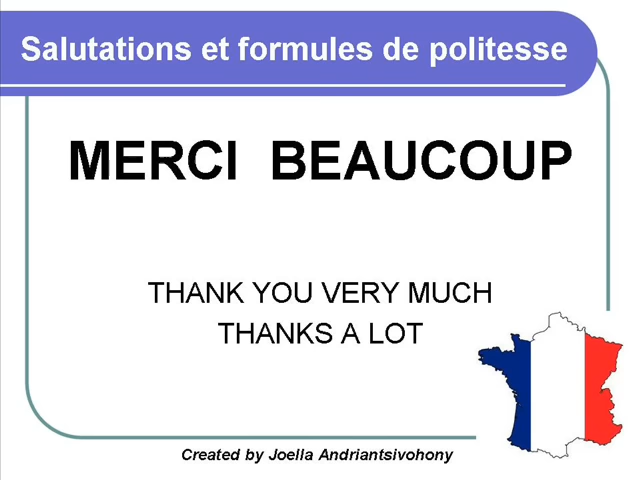 Salutations et formules de politesse
MERCI BEAUCOUP
THANK YOU VERY MUCH
THANKS A LOT
Created by Joella Andriantsivohony